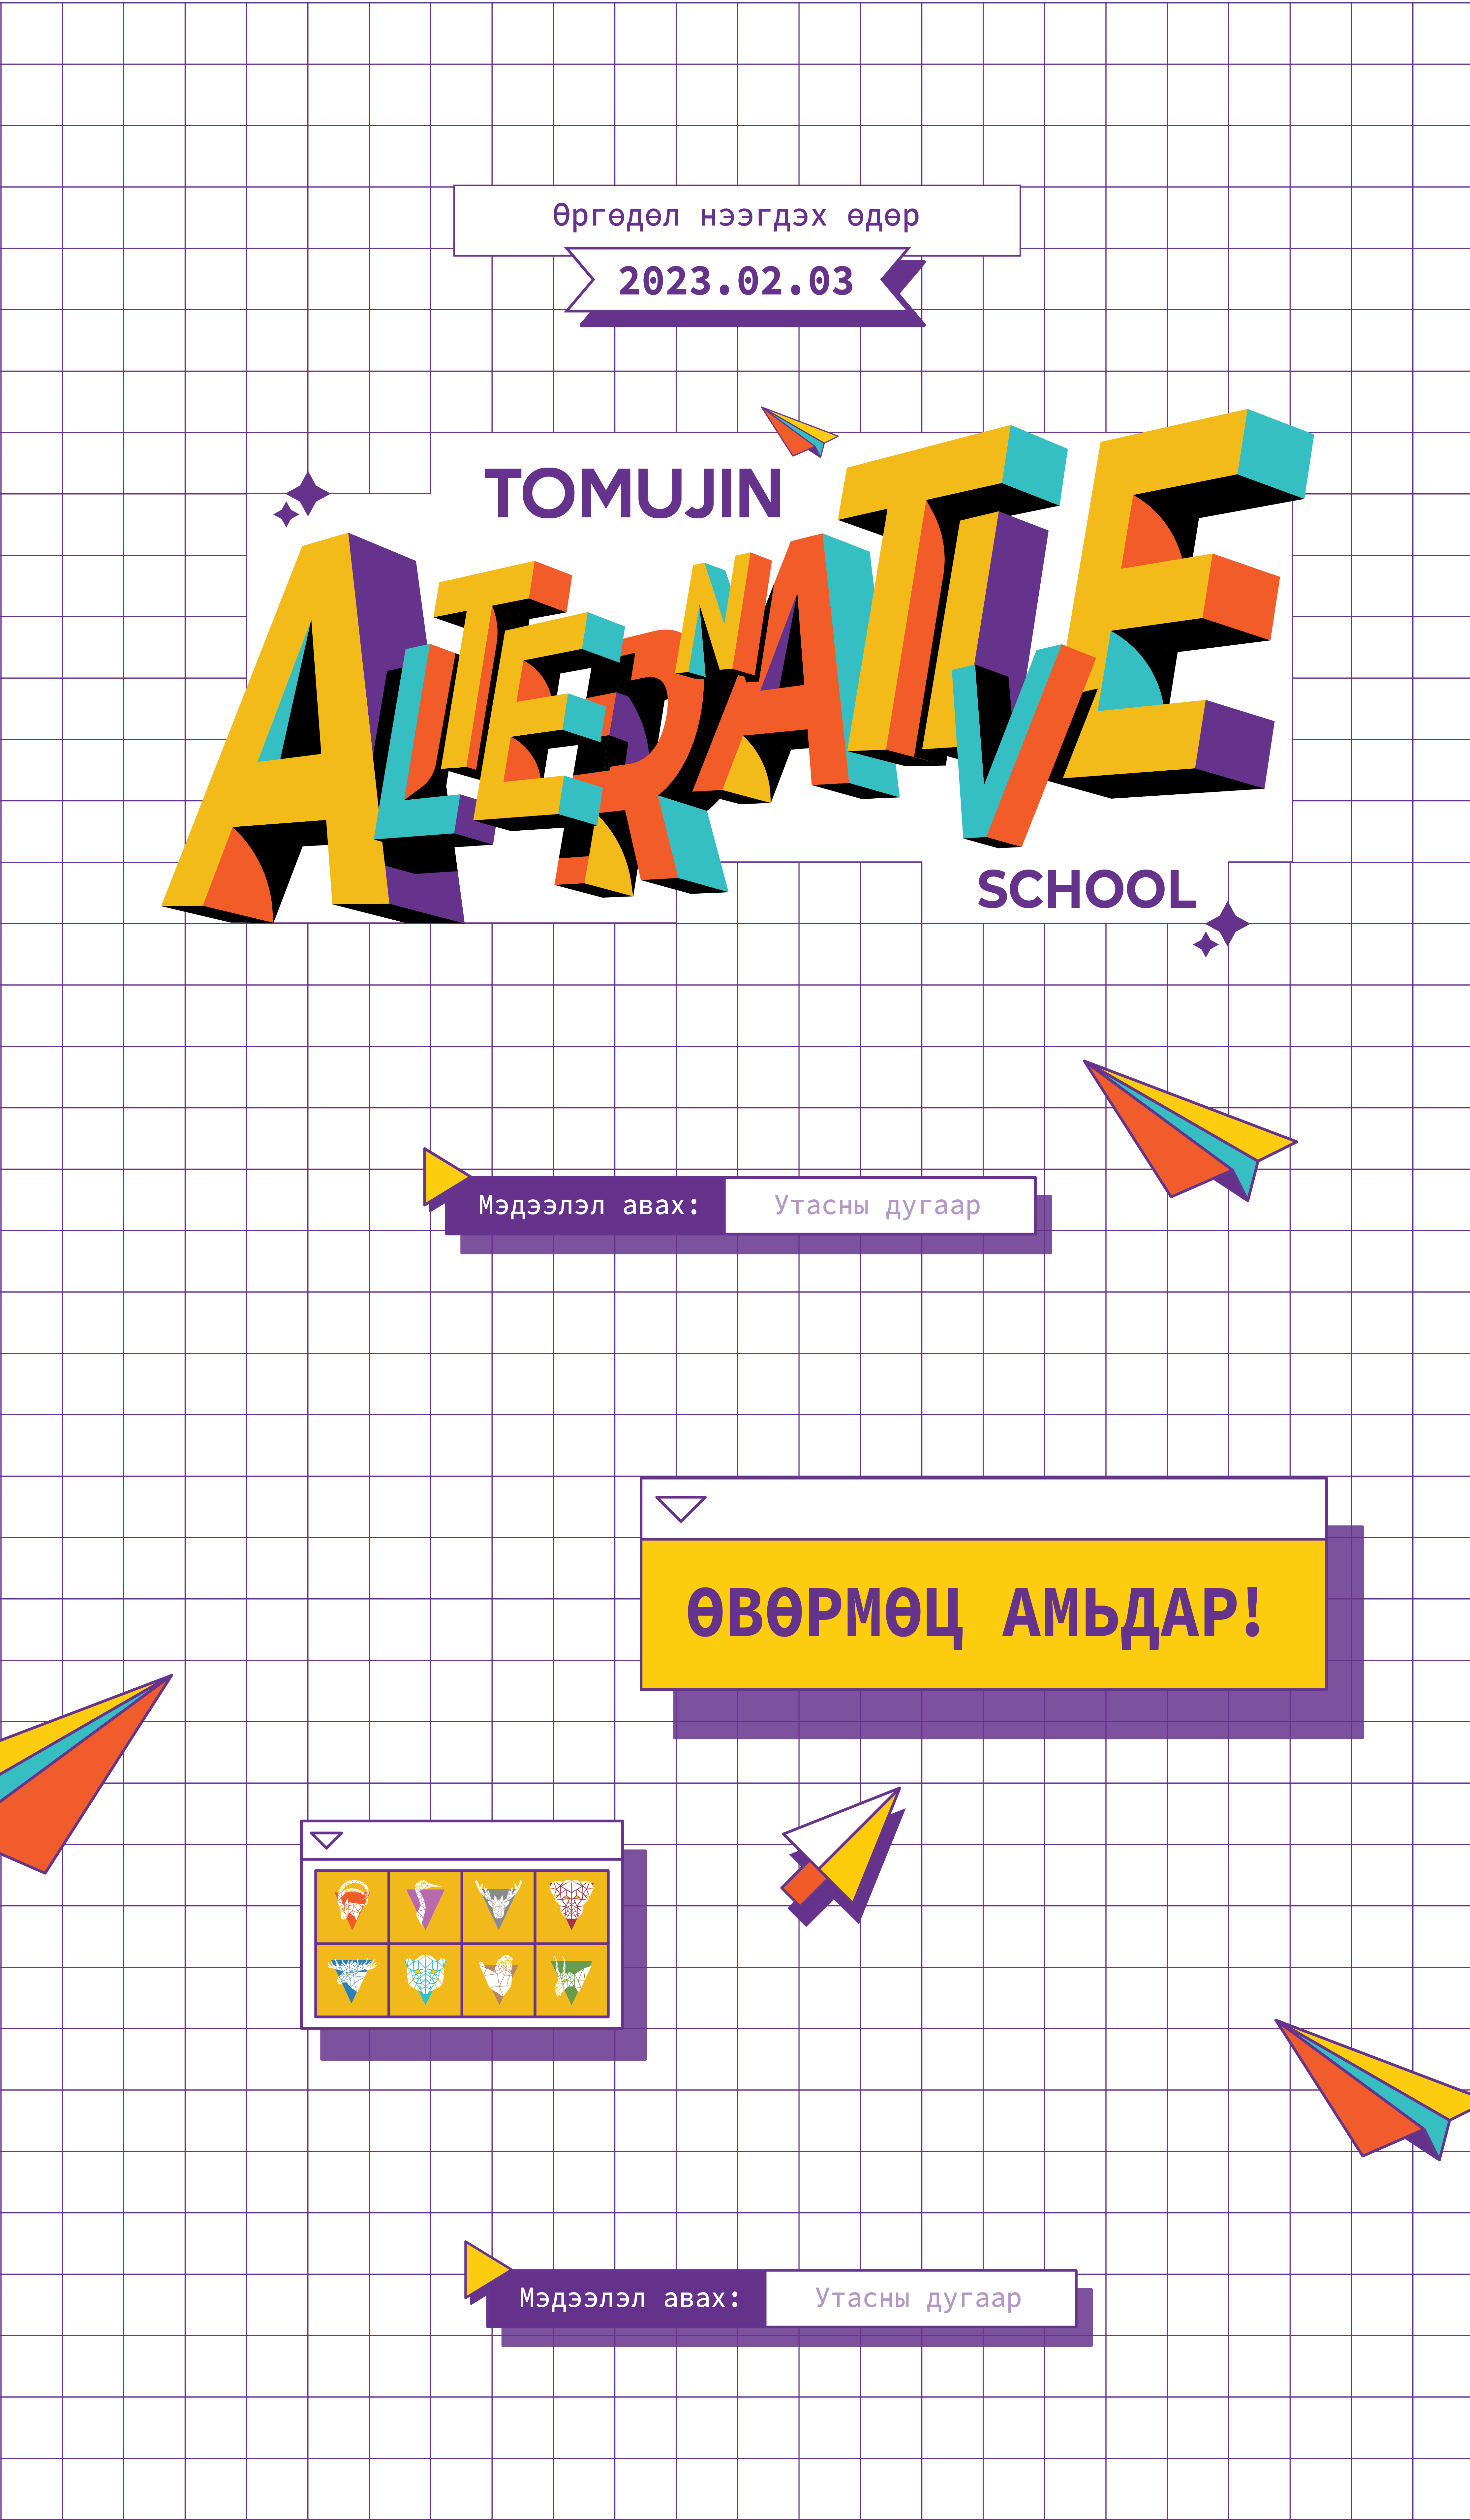 Өргөдөл нээгдэх өдөр
2023.02.03
TOMUJIN
ALTERNATIVE
SCHOOL
Мэдээлэл авах: Утасны дугаар
ӨВӨРМӨЦ АМЬДАР!
Мэдээлэл авах: Утасны дугаар